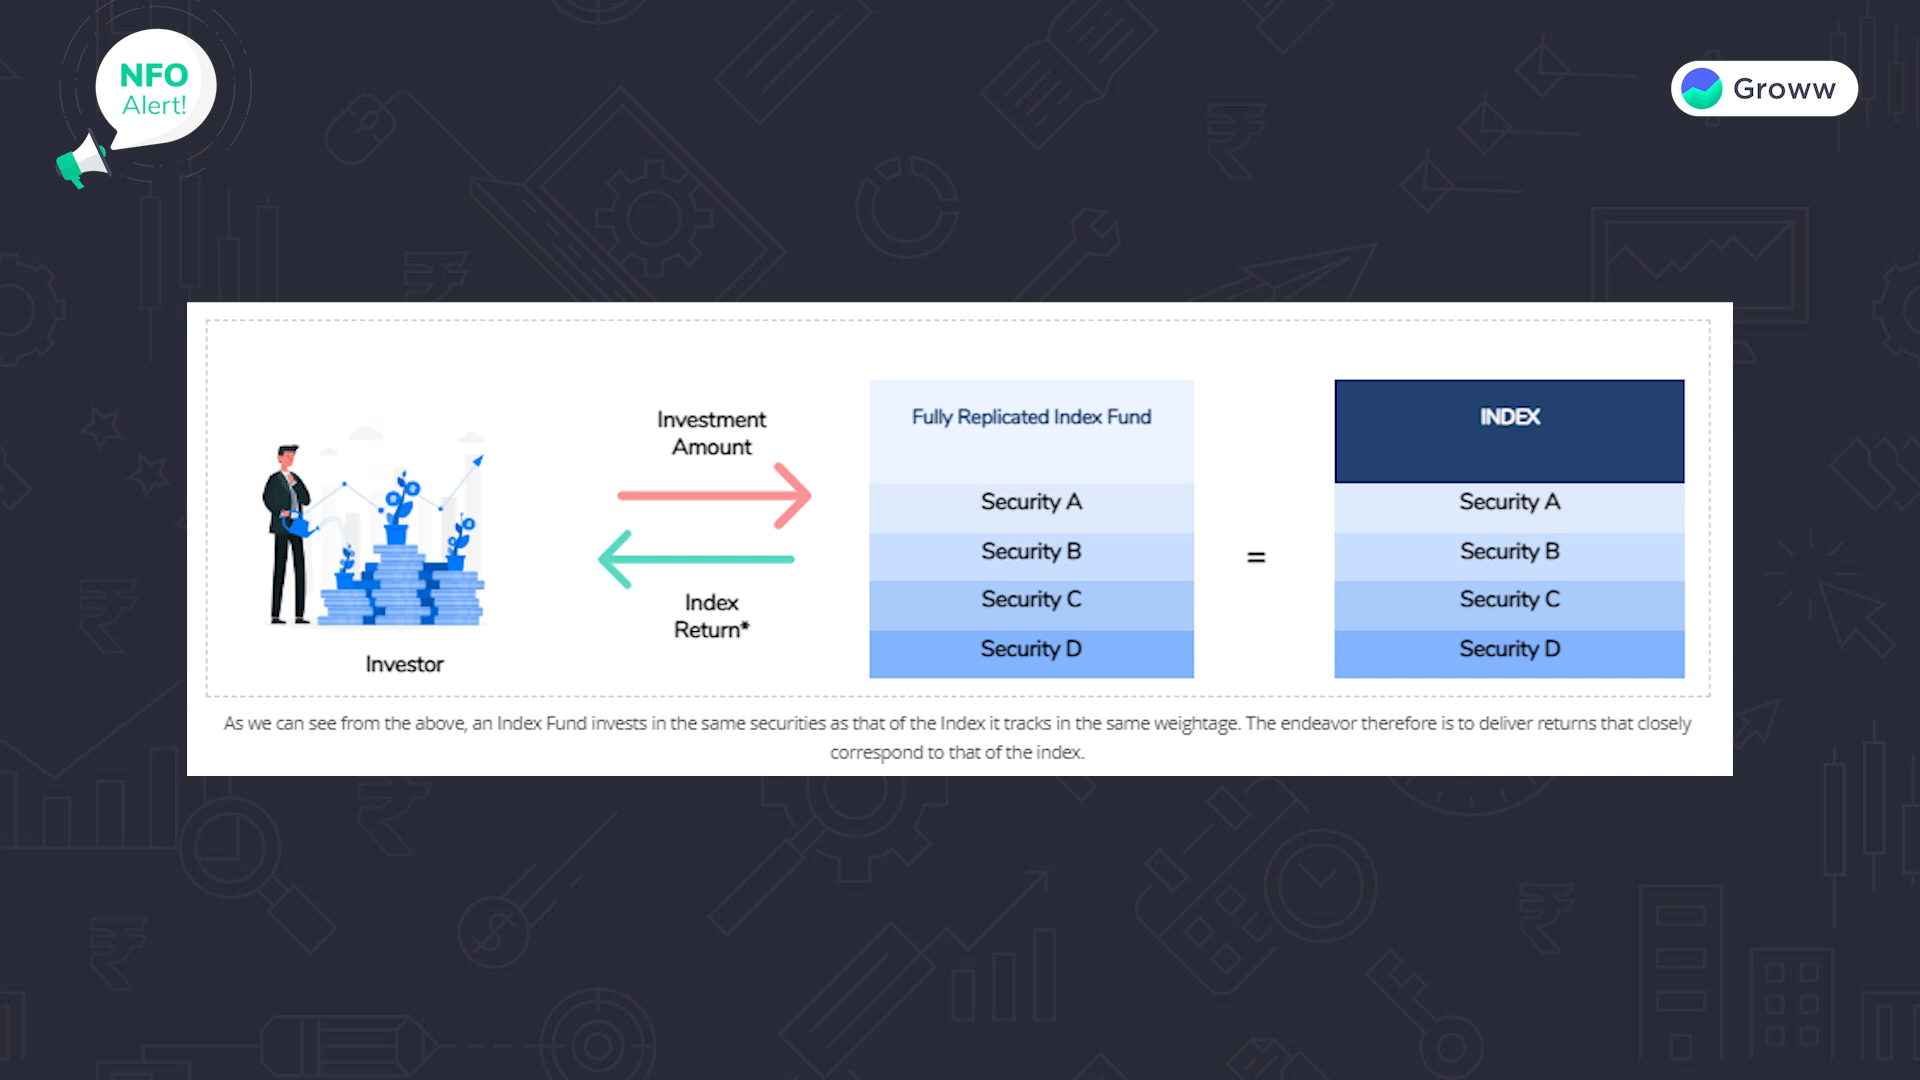 NFO
Alert!
Groww
Investment
Amount
Index
Return*
Investor
Fully Replicated Index Fund
Security A
Security B
Security C
Security D
=
INDEX
Security A
Security B
Security C
Security D
As we can see from the above, an Index Fund invests in the same securities as that of the Index it tracks in the same weightage. The endeavor therefore is to deliver returns that closely
correspond to that of the index.